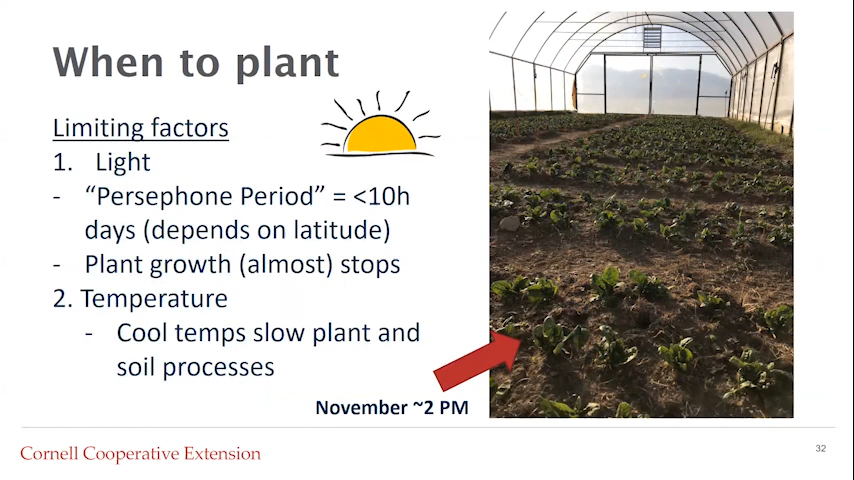 When to plant
Limiting factors
1. Light
- “Persephone Period” = <10h
days (depends on latitude)
- Plant growth (almost) stops
2. Temperature
- Cool temps slow plant and
soil processes
November ~2 PM
Cornell Cooperative Extension
32